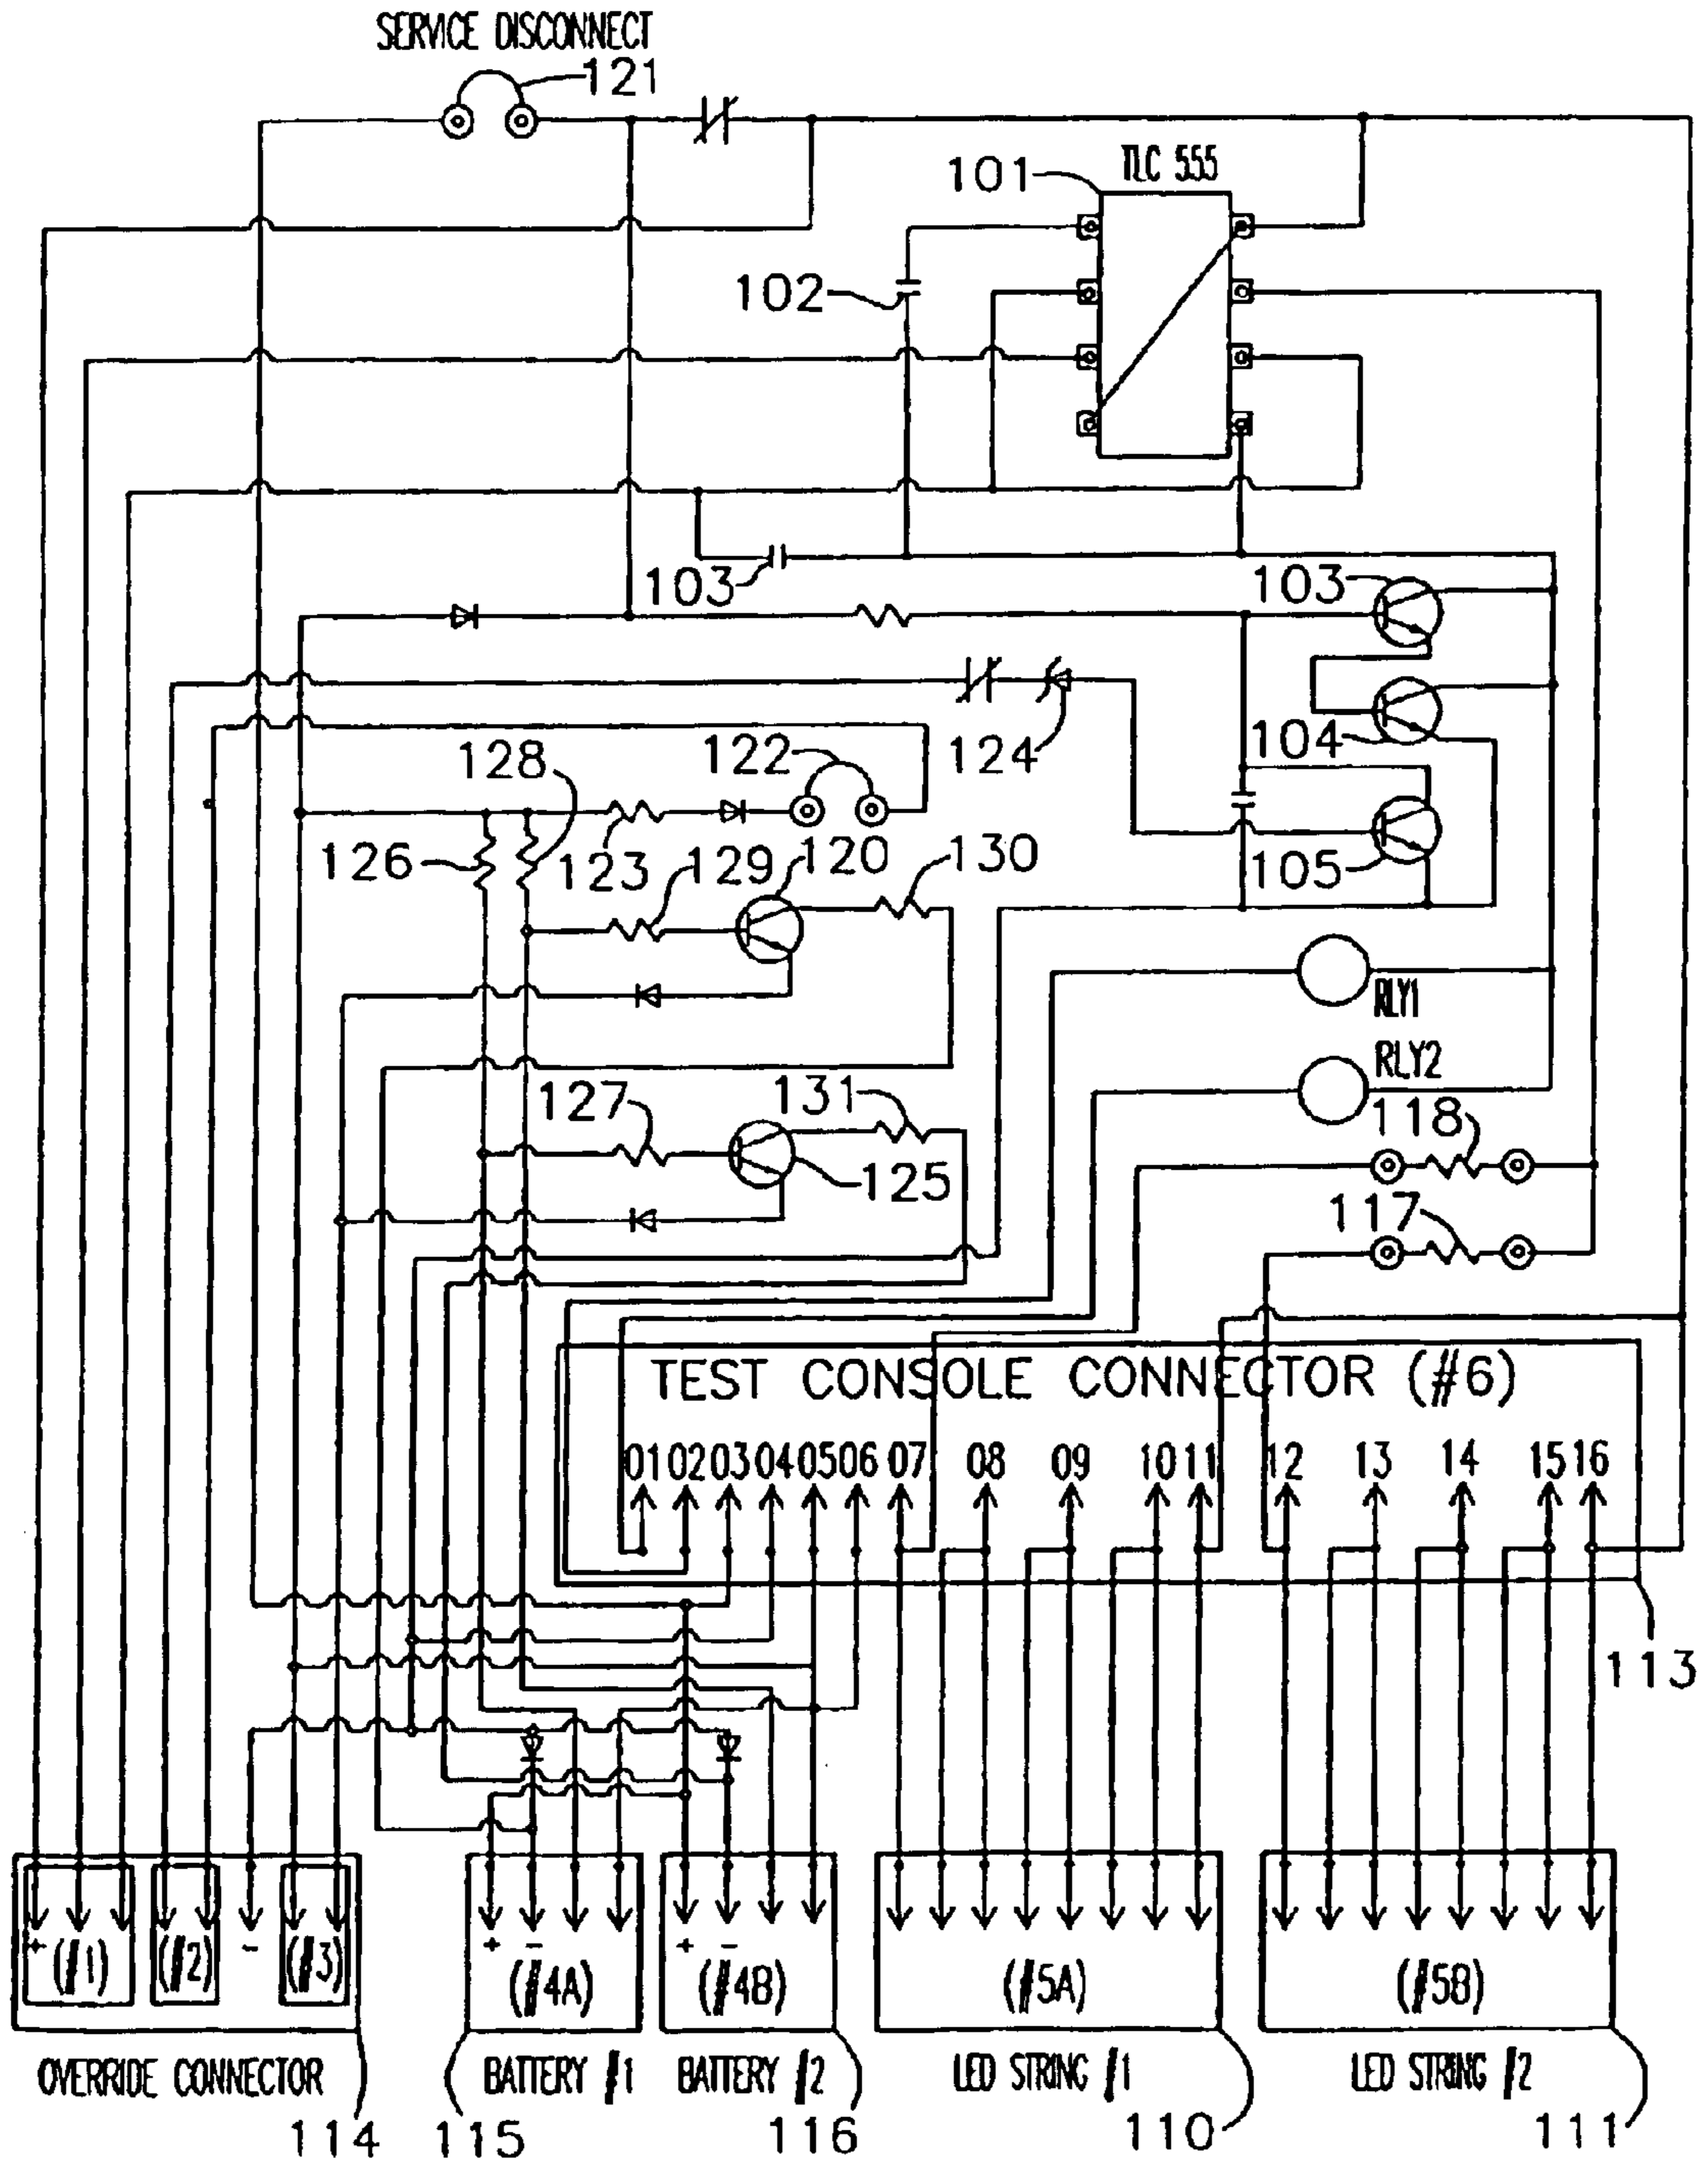 SERVICE DISCONNECT
121
TLC 555
101
102
103
103
124
104
128
122
126
123
129
120
130
105
RLY1
RLY2
127
131
118
125
117
TEST CONSOLE CONNECTOR (#6)
01 02 03 04 05 06 07 08 09 10 11 12 13 14 15 16
113
+ - + - + -
(#1) (#2) (#3) (#4A) (#4B) (#5A) (#5B)
OVERRIDE CONNECTOR BATTERY #1 BATTERY #2 LED STRING #1 LED STRING #2
114 115 116 110 111